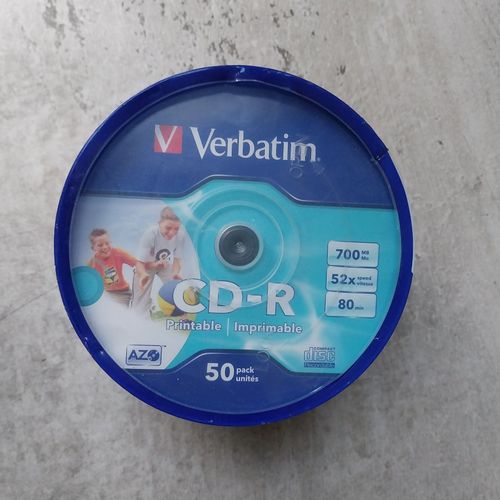 Verbatim
700 MB Mo
52x speed vitesse
80 min
CD-R
Printable | Imprimable
AZO
50 pack unités
COMPACT
disc
Recordable